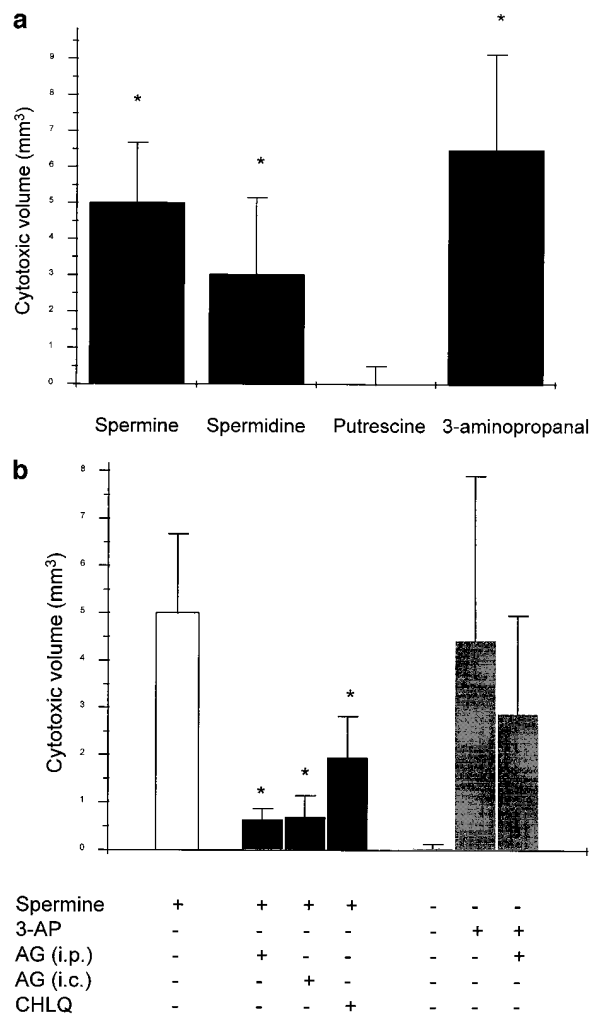 a
*
*
*
Cytotoxic volume (mm³)
9
8
7
6
5
4
3
2
1
0
Spermine Spermidine Putrescine 3-aminopropanal
b
Cytotoxic volume (mm³)
8
7
6
5
4
3
2
1
0
*
*
*
Spermine + + + + - - -
3-AP - - - - - + +
AG (i.p.) - + - - - - +
AG (i.c.) - - + - - - -
CHLQ - - - + - - -